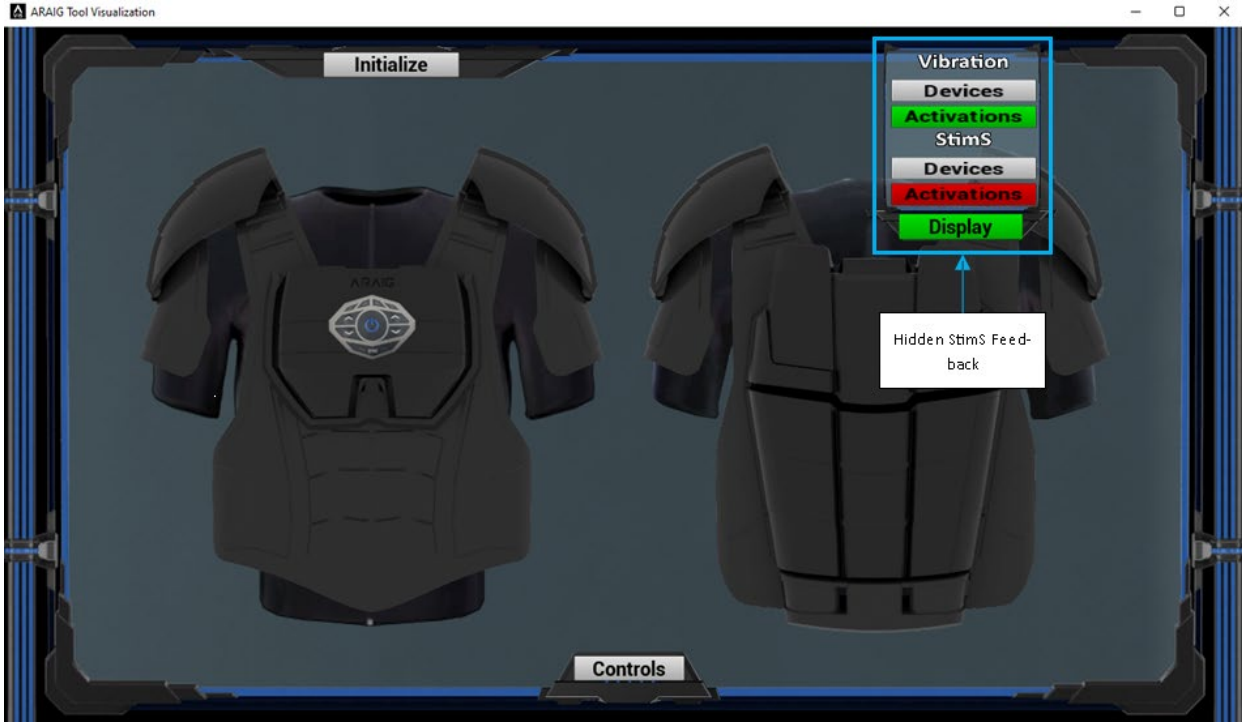 ARAIG Tool Visualization
Initialize
Vibration
Devices
Activations
StimS
Devices
Activations
Display
ARAIG
Hidden StimS Feed-
back
Controls